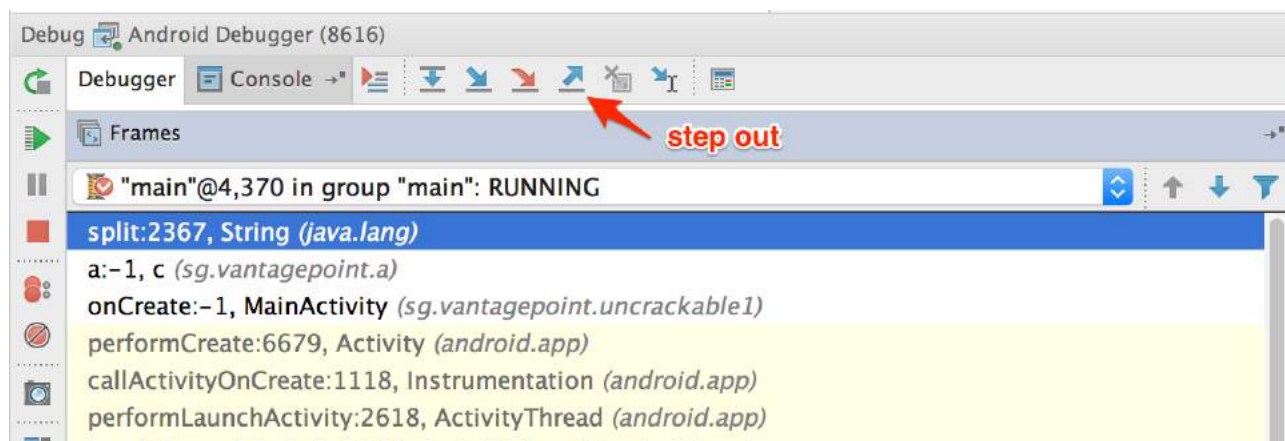 Debug Android Debugger (8616)
Debugger Console
step out
Frames
"main"@4,370 in group "main": RUNNING
split:2367, String (java.lang)
a:-1, c (sg.vantagepoint.a)
onCreate:-1, MainActivity (sg.vantagepoint.uncrackable1)
performCreate:6679, Activity (android.app)
callActivityOnCreate:1118, Instrumentation (android.app)
performLaunchActivity:2618, ActivityThread (android.app)